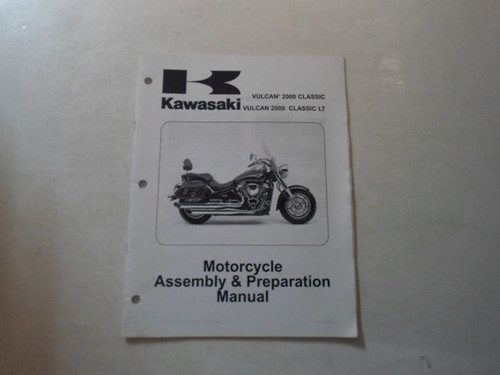 VULCAN® 2000 CLASSIC
Kawasaki VULCAN 2000 CLASSIC LT
Motorcycle
Assembly & Preparation
Manual